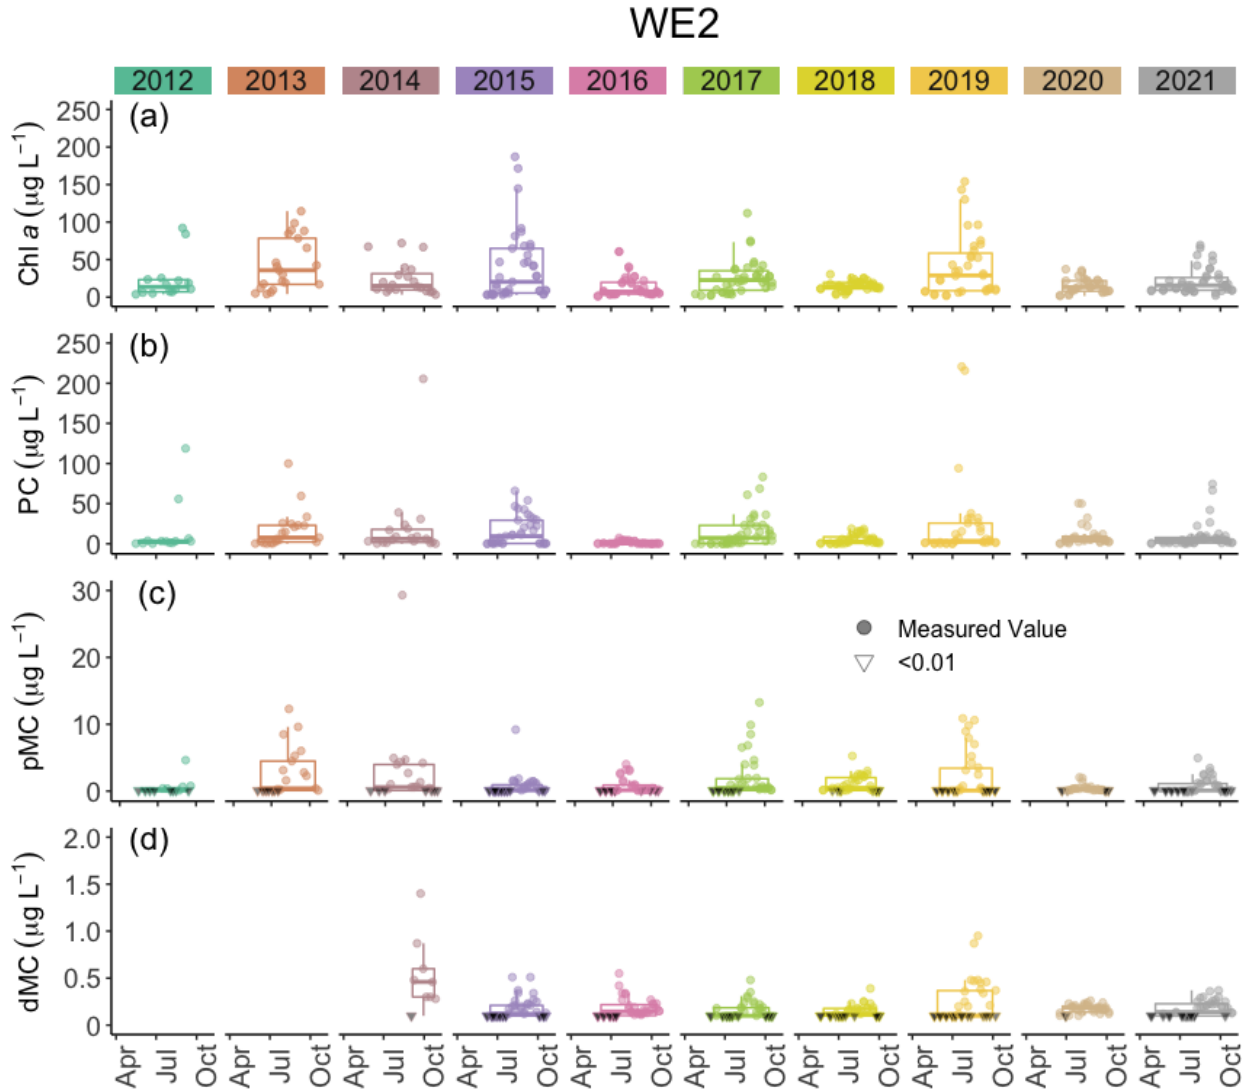 WE2
2012 2013 2014 2015 2016 2017 2018 2019 2020 2021
(a)
Chl a (µg L⁻¹)
250
200
150
100
50
0
(b)
PC (µg L⁻¹)
250
200
150
100
50
0
(c)
pMC (µg L⁻¹)
30
20
10
0
Measured Value
<0.01
(d)
dMC (µg L⁻¹)
2.0
1.5
1.0
0.5
0
Apr Jul Oct Apr Jul Oct Apr Jul Oct Apr Jul Oct Apr Jul Oct Apr Jul Oct Apr Jul Oct Apr Jul Oct Apr Jul Oct Apr Jul Oct